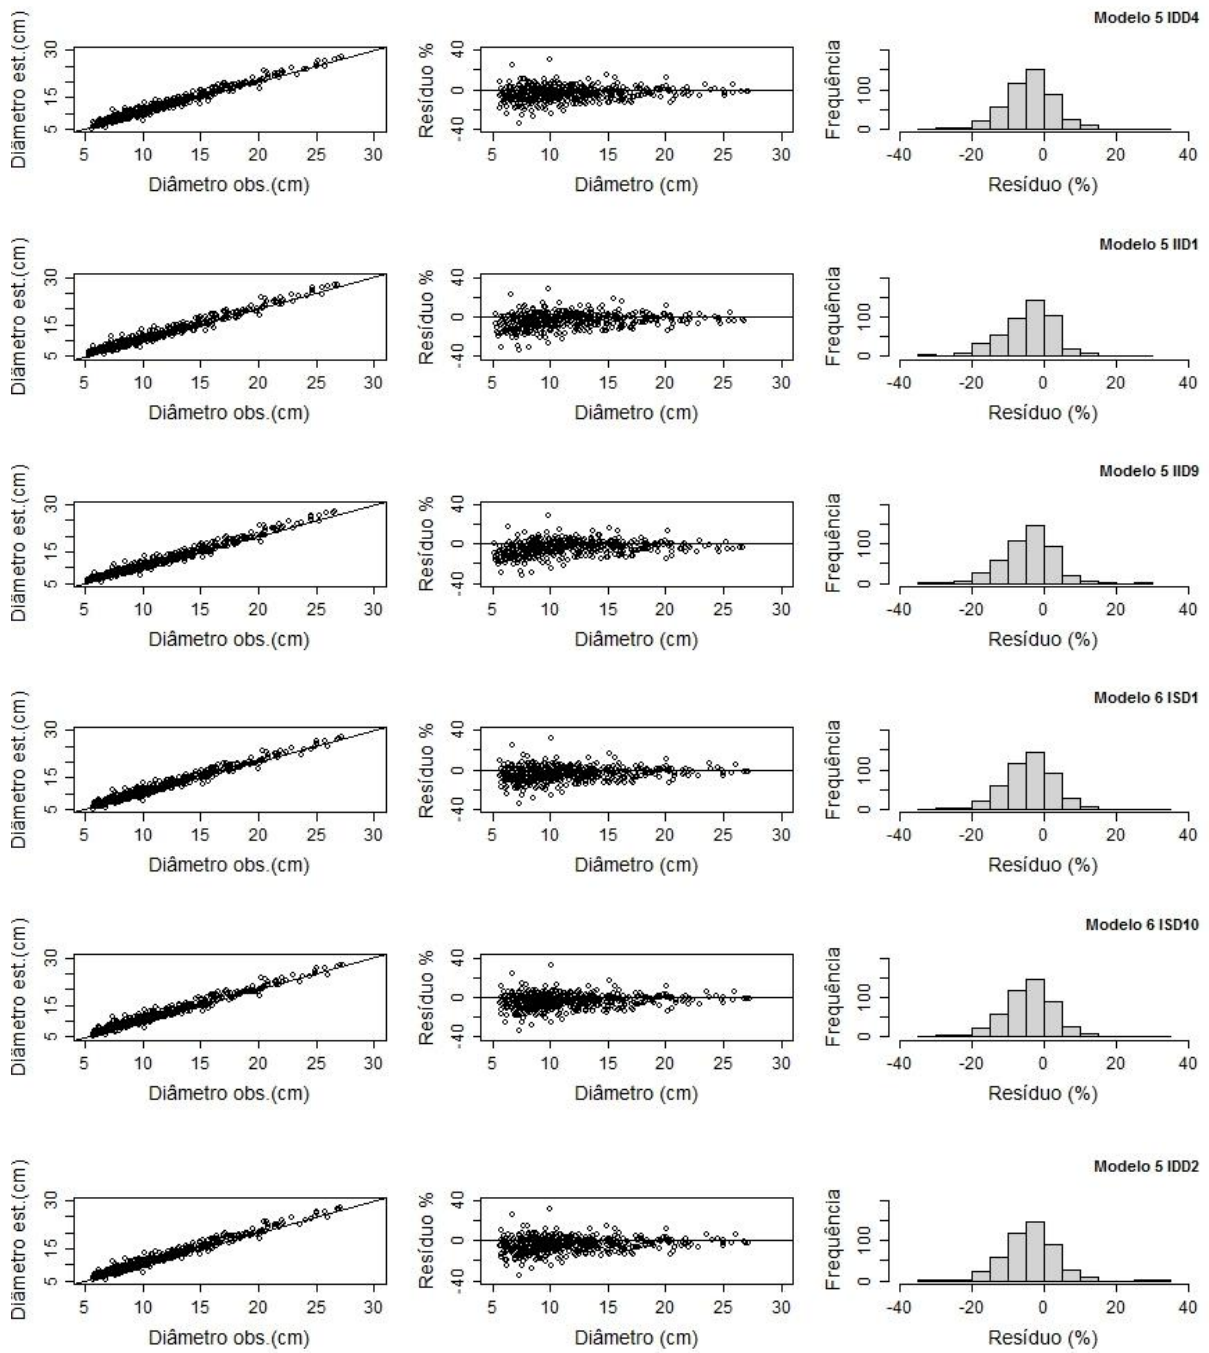 Modelo 5 IDD4
Diâmetro est.(cm)
30
15
5
5 10 15 20 25 30
Diâmetro obs.(cm)
Resíduo %
40
0
-40
5 10 15 20 25 30
Diâmetro (cm)
Frequência
100
0
-40 -20 0 20 40
Resíduo (%)
Modelo 5 IID1
Diâmetro est.(cm)
30
15
5
5 10 15 20 25 30
Diâmetro obs.(cm)
Resíduo %
40
0
-40
5 10 15 20 25 30
Diâmetro (cm)
Frequência
100
0
-40 -20 0 20 40
Resíduo (%)
Modelo 5 IID9
Diâmetro est.(cm)
30
15
5
5 10 15 20 25 30
Diâmetro obs.(cm)
Resíduo %
40
0
-40
5 10 15 20 25 30
Diâmetro (cm)
Frequência
100
0
-40 -20 0 20 40
Resíduo (%)
Modelo 6 ISD1
Diâmetro est.(cm)
30
15
5
5 10 15 20 25 30
Diâmetro obs.(cm)
Resíduo %
40
0
-40
5 10 15 20 25 30
Diâmetro (cm)
Frequência
100
0
-40 -20 0 20 40
Resíduo (%)
Modelo 6 ISD10
Diâmetro est.(cm)
30
15
5
5 10 15 20 25 30
Diâmetro obs.(cm)
Resíduo %
40
0
-40
5 10 15 20 25 30
Diâmetro (cm)
Frequência
100
0
-40 -20 0 20 40
Resíduo (%)
Modelo 5 IDD2
Diâmetro est.(cm)
30
15
5
5 10 15 20 25 30
Diâmetro obs.(cm)
Resíduo %
40
0
-40
5 10 15 20 25 30
Diâmetro (cm)
Frequência
100
0
-40 -20 0 20 40
Resíduo (%)